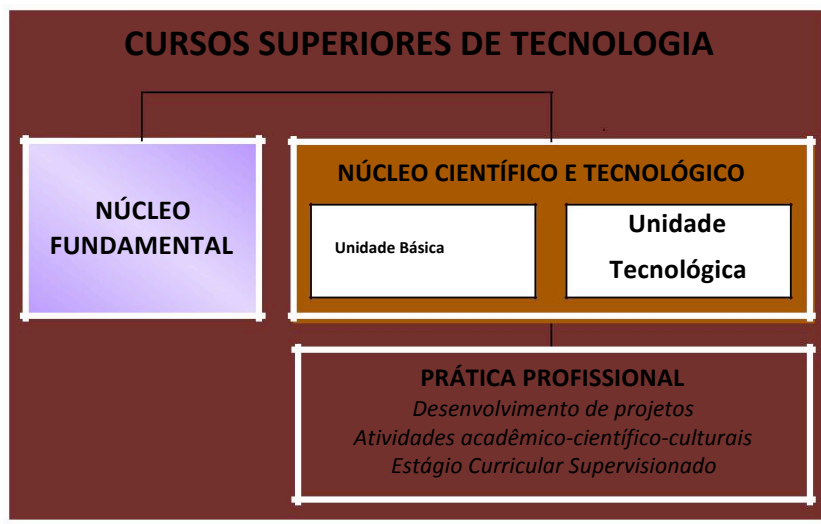 CURSOS SUPERIORES DE TECNOLOGIA
NÚCLEO
FUNDAMENTAL
NÚCLEO CIENTÍFICO E TECNOLÓGICO
Unidade Básica
Unidade
Tecnológica
PRÁTICA PROFISSIONAL
Desenvolvimento de projetos
Atividades acadêmico-científico-culturais
Estágio Curricular Supervisionado